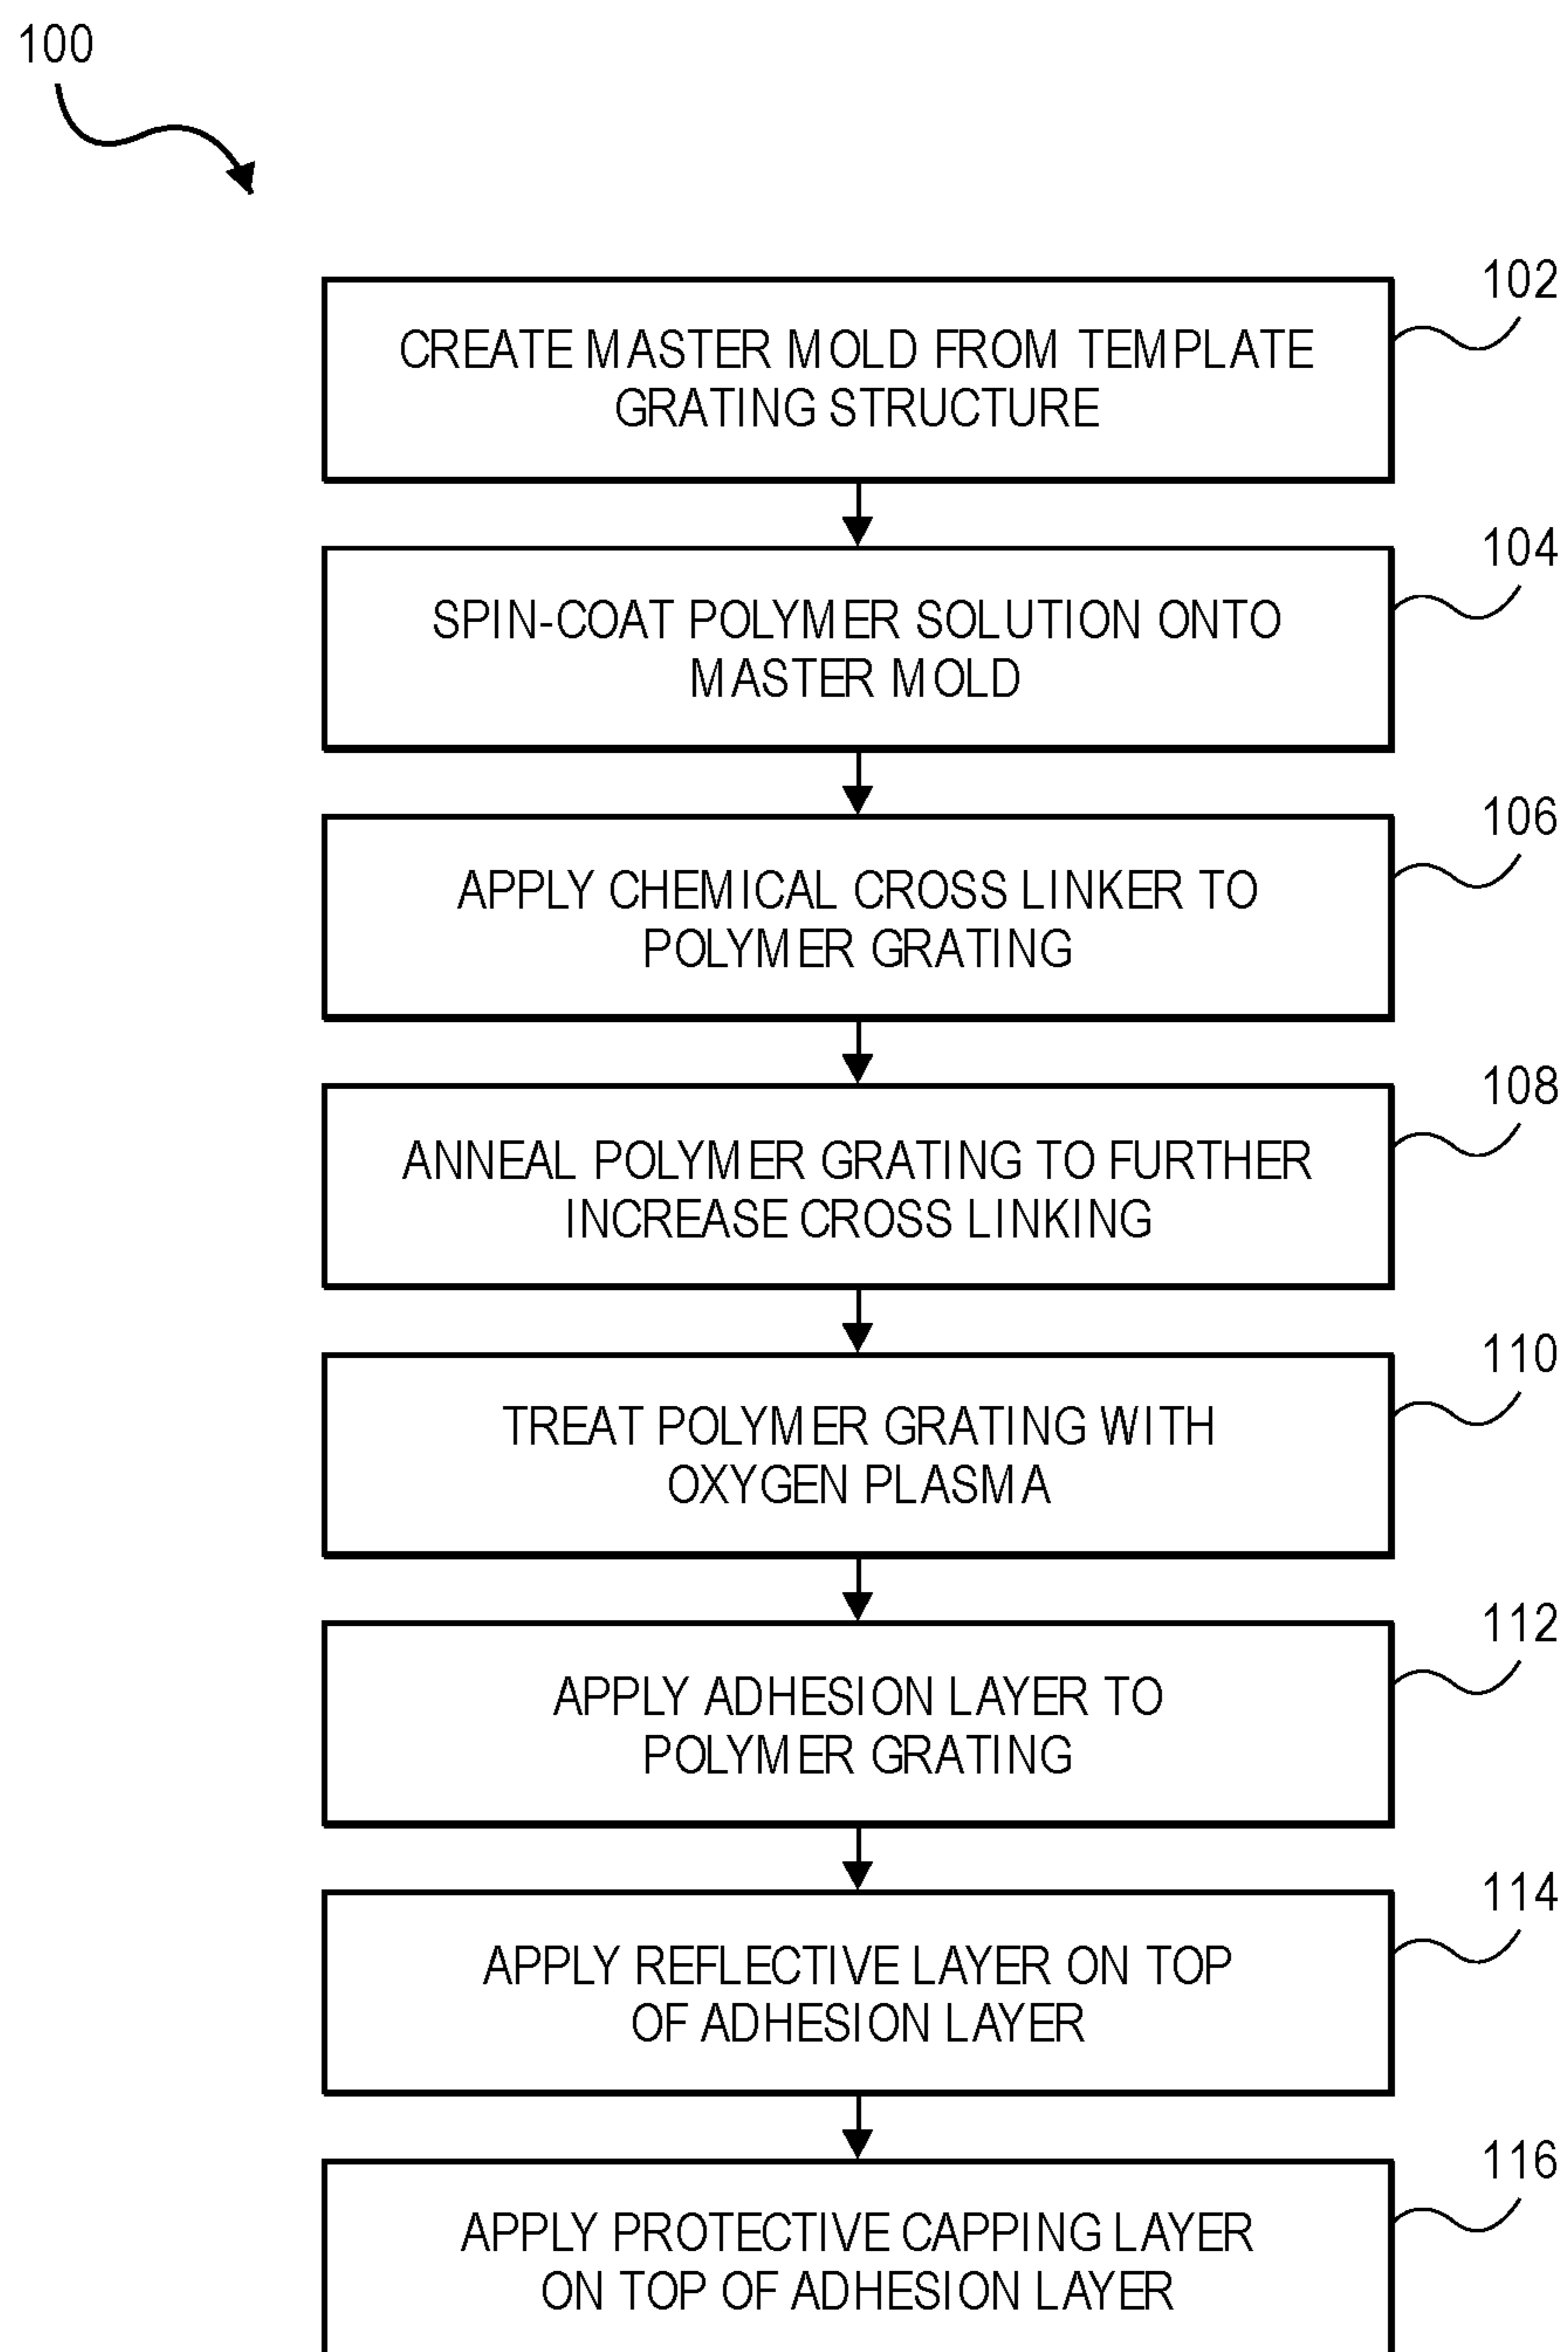 100
102
CREATE MASTER MOLD FROM TEMPLATE
GRATING STRUCTURE
104
SPIN-COAT POLYMER SOLUTION ONTO
MASTER MOLD
106
APPLY CHEMICAL CROSS LINKER TO
POLYMER GRATING
108
ANNEAL POLYMER GRATING TO FURTHER
INCREASE CROSS LINKING
110
TREAT POLYMER GRATING WITH
OXYGEN PLASMA
112
APPLY ADHESION LAYER TO
POLYMER GRATING
114
APPLY REFLECTIVE LAYER ON TOP
OF ADHESION LAYER
116
APPLY PROTECTIVE CAPPING LAYER
ON TOP OF ADHESION LAYER